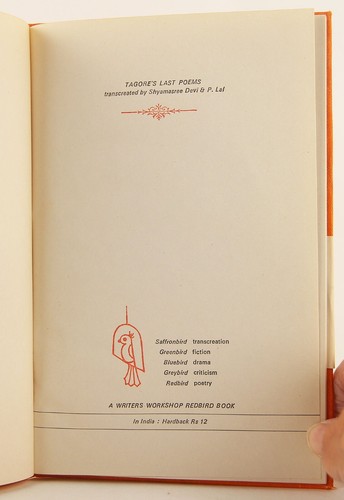 TAGORE'S LAST POEMS
transcreated by Shyamasree Devi & P. Lal
Saffronbird transcreation
Greenbird fiction
Bluebird drama
Greybird criticism
Redbird poetry
A WRITERS WORKSHOP REDBIRD BOOK
In India : Hardback Rs 12